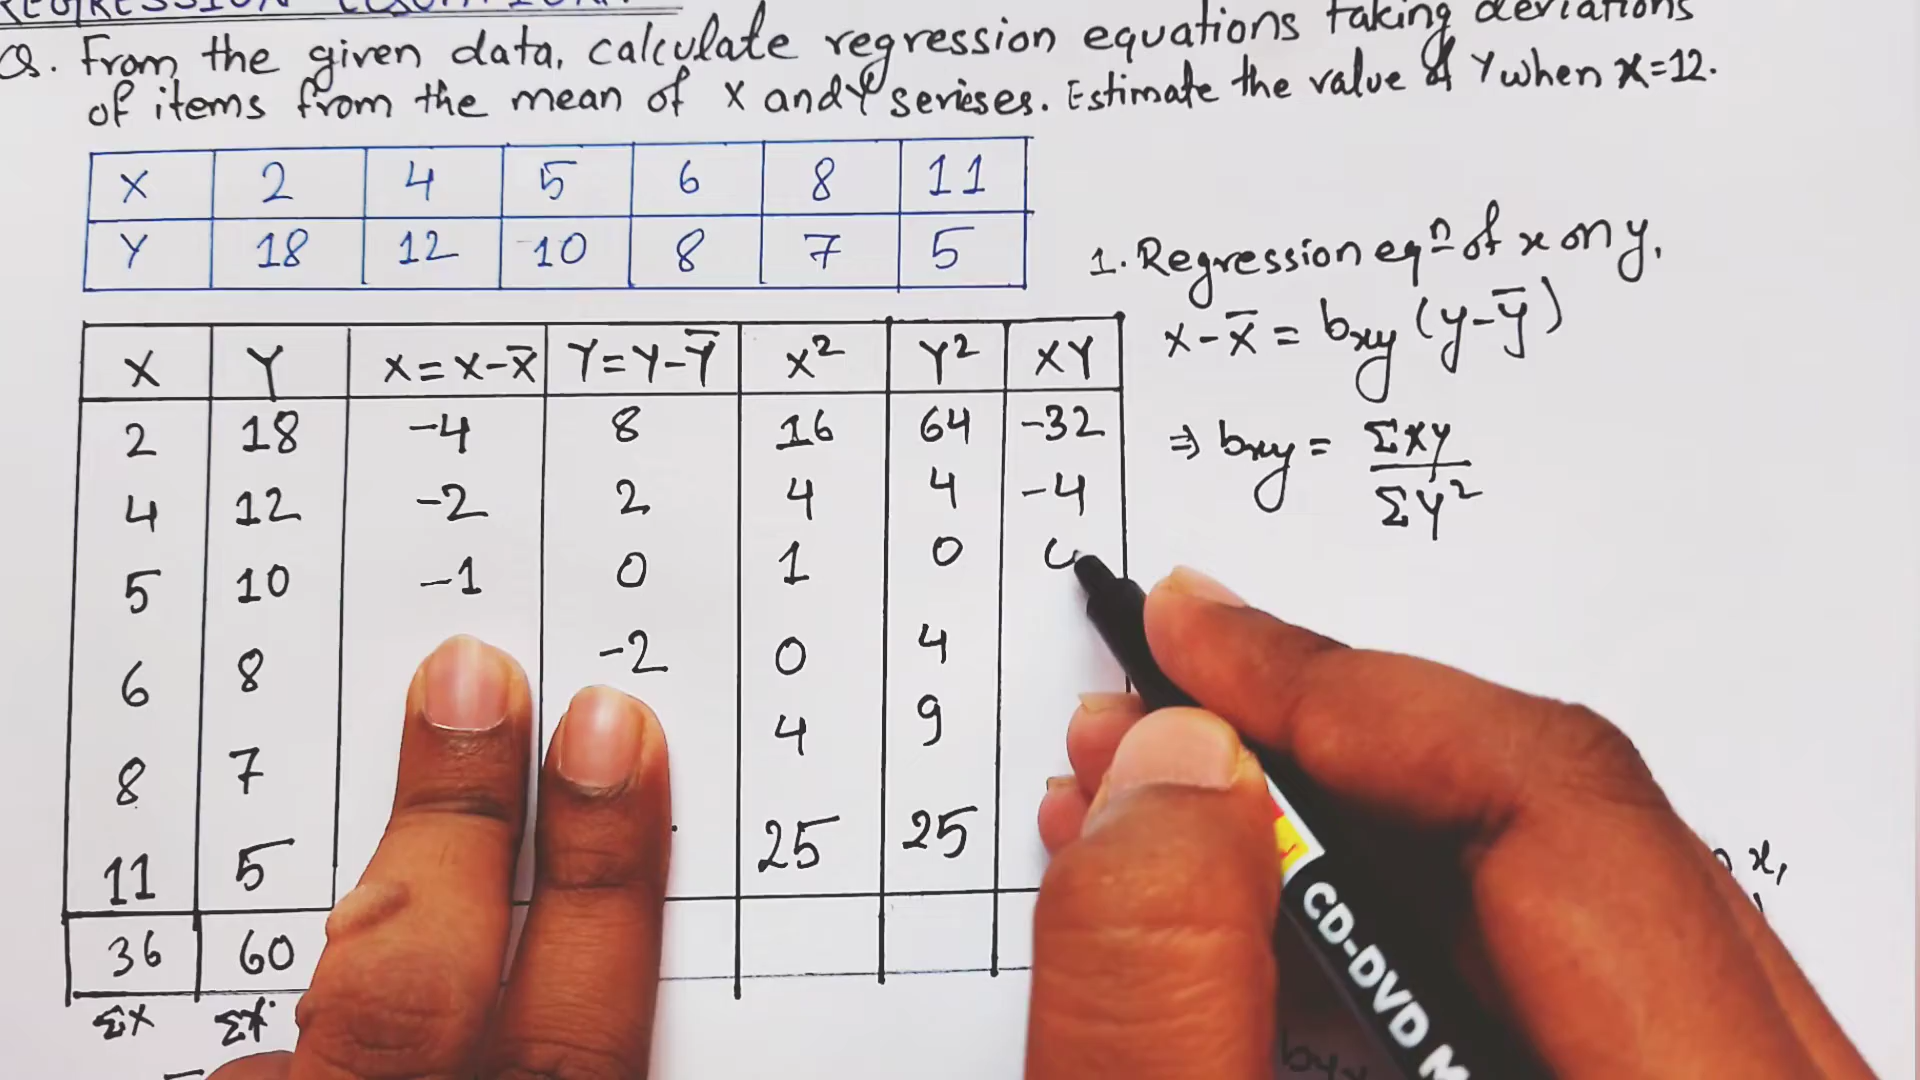 REGRESSION EQUATION
Q. From the given data, calculate regression equations taking deviations
of items from the mean of X and Y serieses. Estimate the value of Y when X=12.
X 2 4 5 6 8 11
Y 18 12 10 8 7 5
1. Regression eqⁿ of x on y,
x-x̄ = bxy (y-ȳ)
⇒ bxy = ΣXY / ΣY²
X Y X=X-X̄ Y=Y-Ȳ X² Y² XY
2 18 -4 8 16 64 -32
4 12 -2 2 4 4 -4
5 10 -1 0 1 0
6 8 -2 0 4
8 7 4 9
11 5 25 25
36 60
ΣX ΣY
x,
CD-DVD M
byx